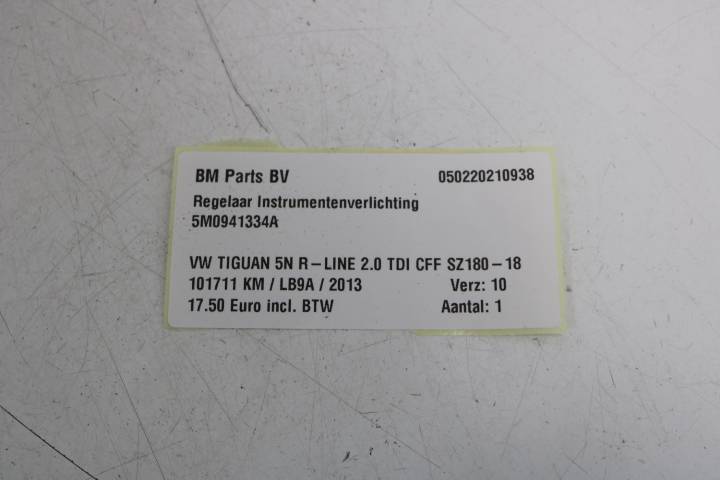 BM Parts BV 050220210938
Regelaar Instrumentenverlichting
5M0941334A
VW TIGUAN 5N R-LINE 2.0 TDI CFF SZ180-18
101711 KM / LB9A / 2013 Verz: 10
17.50 Euro incl. BTW Aantal: 1